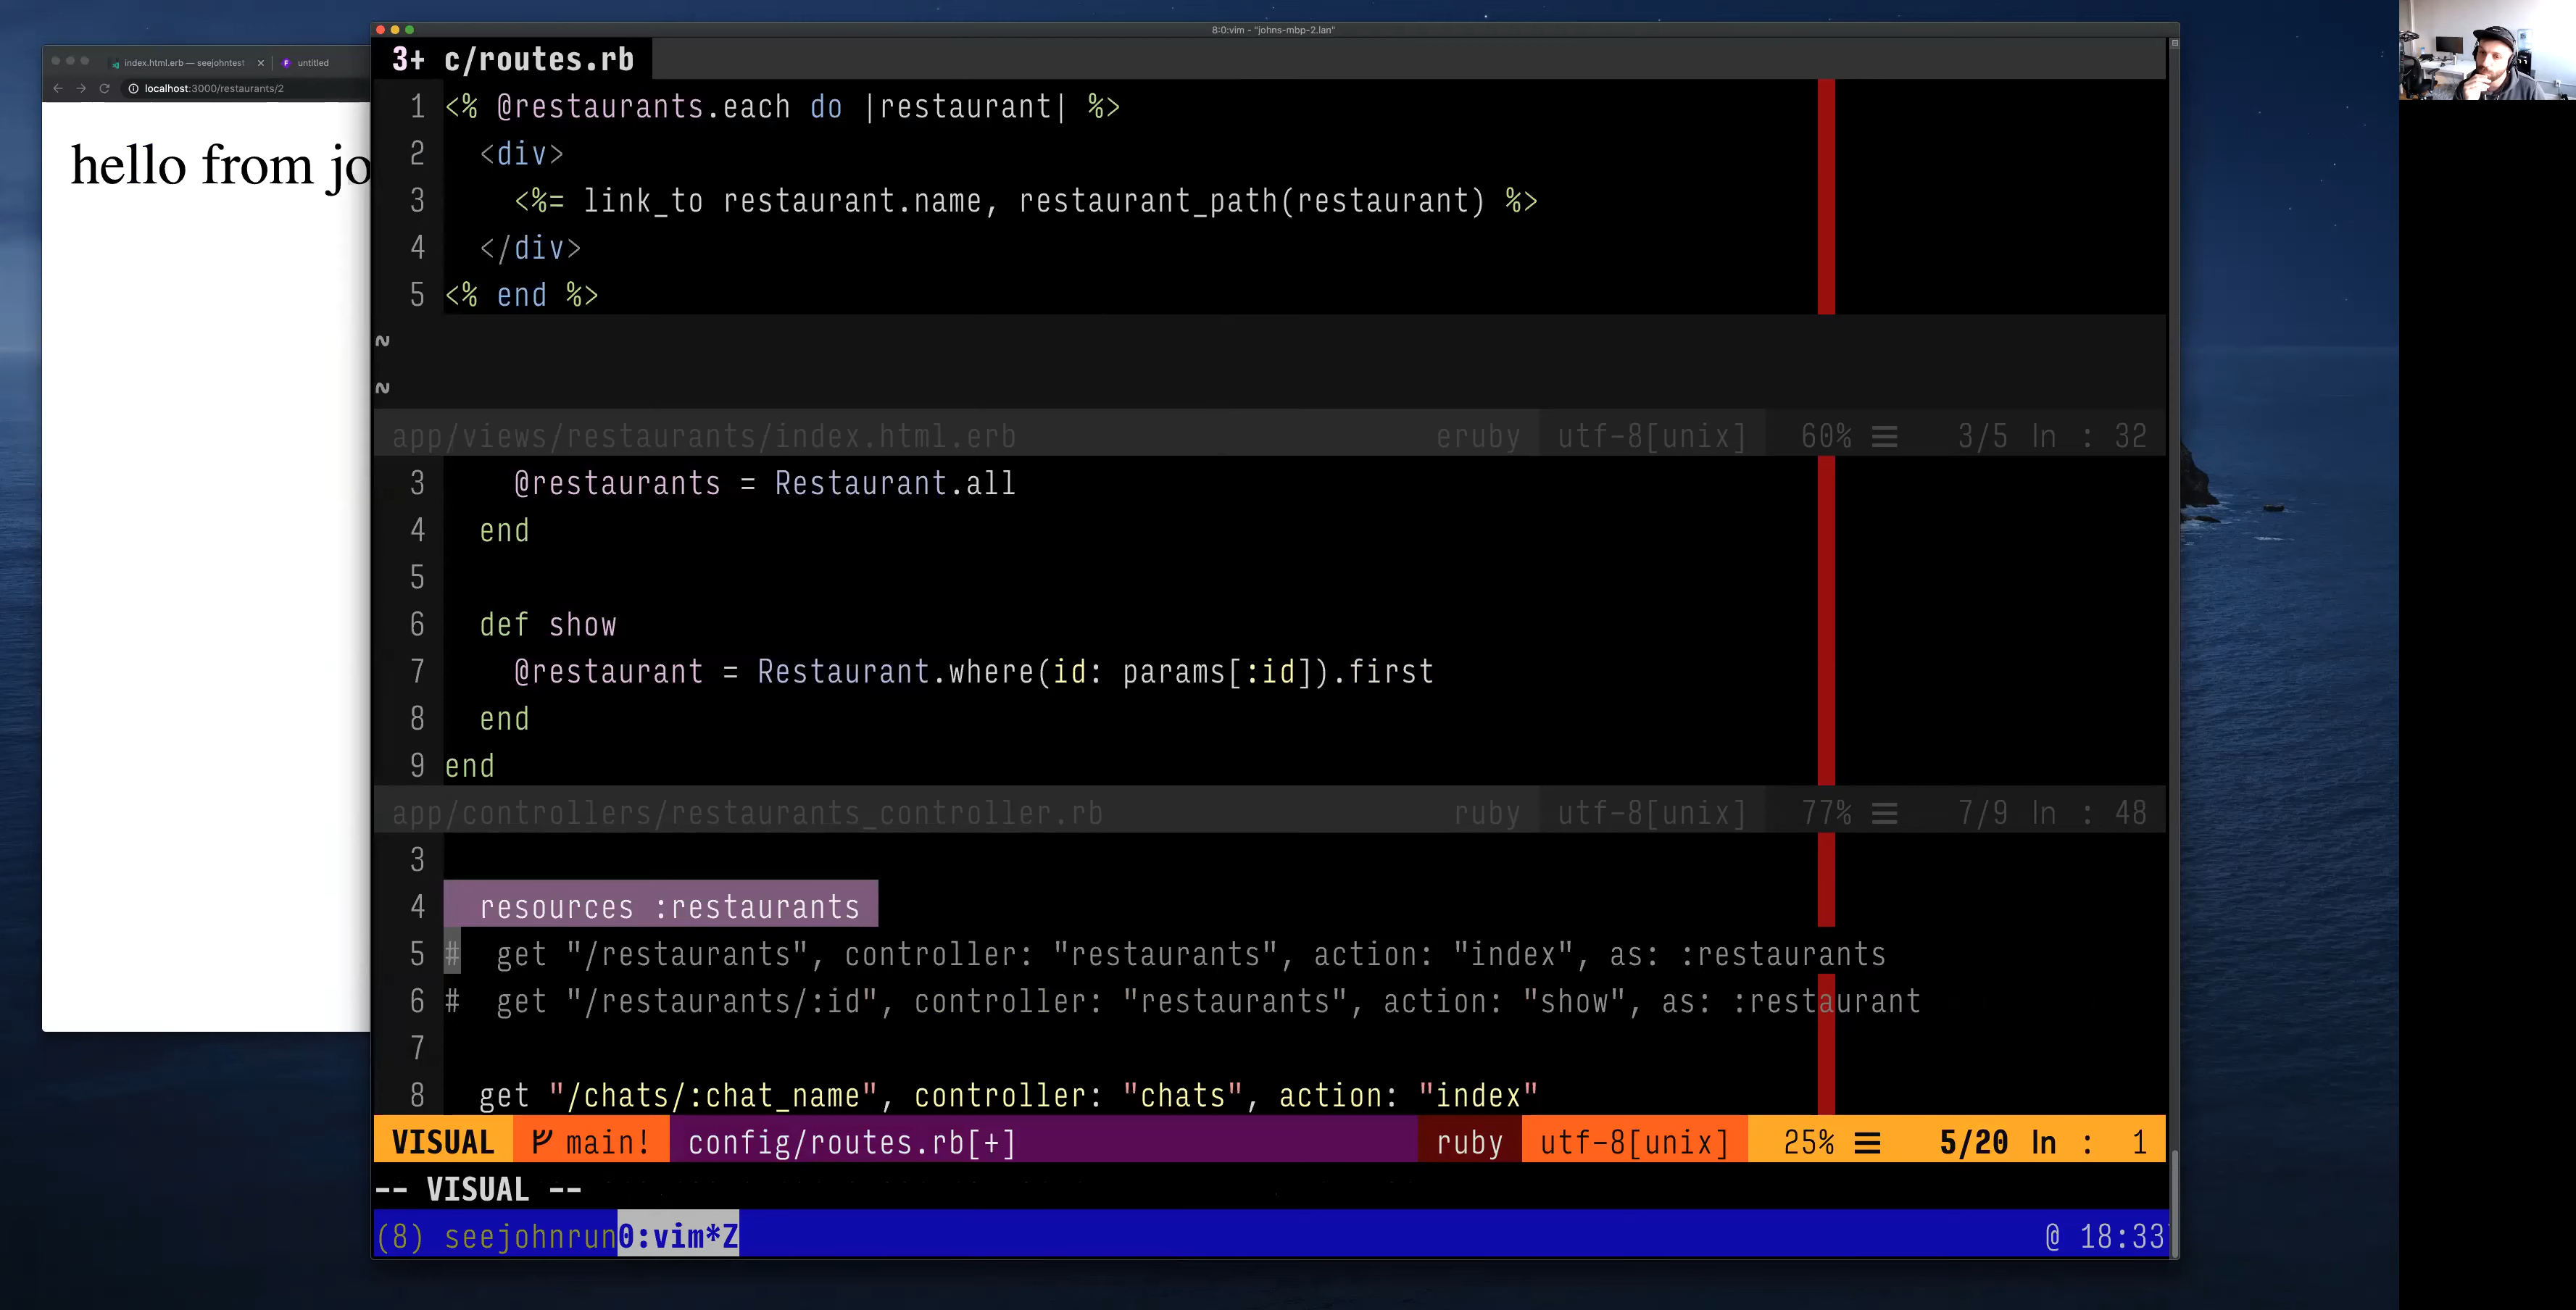 8:0:vim - "johns-mbp-2.lan"
index.html.erb — seejohntest
untitled
localhost:3000/restaurants/2
hello from jo
3+ c/routes.rb
1 <% @restaurants.each do |restaurant| %>
2 <div>
3 <%= link_to restaurant.name, restaurant_path(restaurant) %>
4 </div>
5 <% end %>
~
~
app/views/restaurants/index.html.erb eruby utf-8[unix] 60% ☰ 3/5 ln : 32
3 @restaurants = Restaurant.all
4 end
5
6 def show
7 @restaurant = Restaurant.where(id: params[:id]).first
8 end
9 end
app/controllers/restaurants_controller.rb ruby utf-8[unix] 77% ☰ 7/9 ln : 48
3
4 resources :restaurants
5 # get "/restaurants", controller: "restaurants", action: "index", as: :restaurants
6 # get "/restaurants/:id", controller: "restaurants", action: "show", as: :restaurant
7
8 get "/chats/:chat_name", controller: "chats", action: "index"
VISUAL main! config/routes.rb[+] ruby utf-8[unix] 25% ☰ 5/20 ln : 1
-- VISUAL --
(8) seejohnrun0:vim*Z @ 18:33